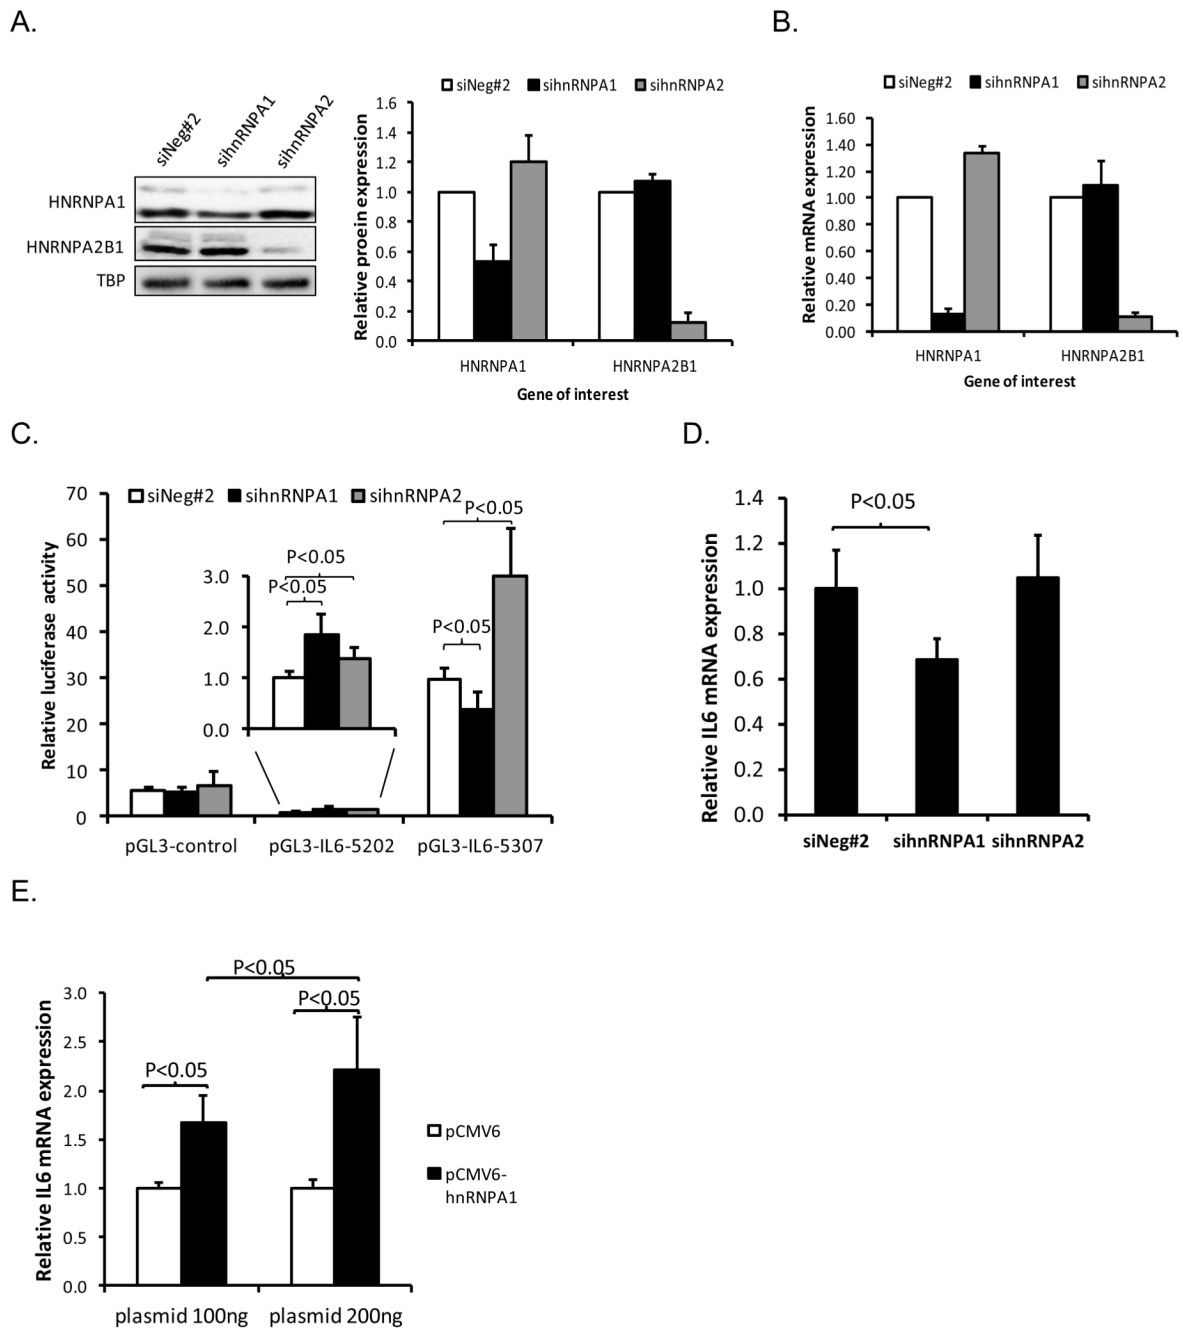 A.
siNeg#2 sihnRNPA1 sihnRNPA2
HNRNPA1
HNRNPA2B1
TBP
siNeg#2 sihnRNPA1 sihnRNPA2
Relative proein expression
1.6
1.4
1.2
1.0
0.8
0.6
0.4
0.2
0.0
HNRNPA1 HNRNPA2B1
Gene of interest
B.
siNeg#2 sihnRNPA1 sihnRNPA2
Relative mRNA expression
1.60
1.40
1.20
1.00
0.80
0.60
0.40
0.20
0.00
HNRNPA1 HNRNPA2B1
Gene of interest
C.
siNeg#2 sihnRNPA1 sihnRNPA2
Relative luciferase activity
70
60
50
40
30
20
10
0
P<0.05
P<0.05
3.0
2.0
1.0
0.0
P<0.05
P<0.05
pGL3-control pGL3-IL6-5202 pGL3-IL6-5307
D.
Relative IL6 mRNA expression
1.4
1.2
1.0
0.8
0.6
0.4
0.2
0.0
P<0.05
siNeg#2 sihnRNPA1 sihnRNPA2
E.
Relative IL6 mRNA expression
3.0
2.5
2.0
1.5
1.0
0.5
0.0
P<0.05
P<0.05
P<0.05
pCMV6
pCMV6-
hnRNPA1
plasmid 100ng plasmid 200ng